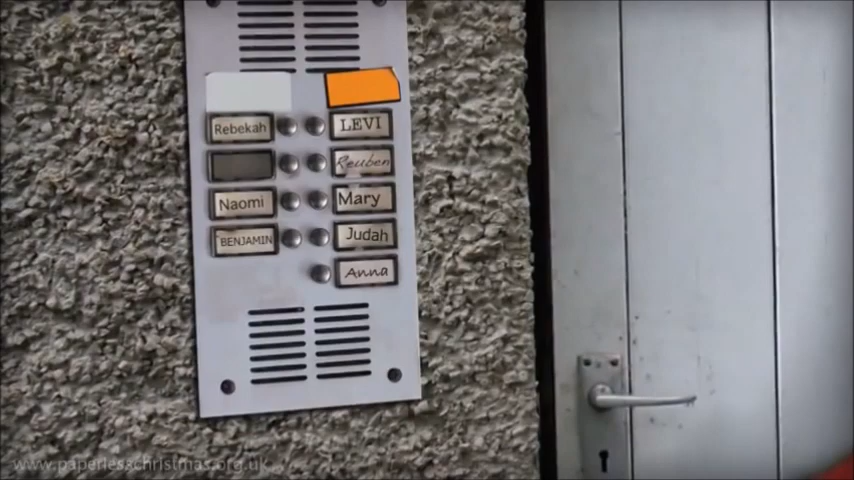 Rebekah
LEVI
Reuben
Naomi
Mary
BENJAMIN
Judah
Anna
www.paperlesschristmas.org.uk